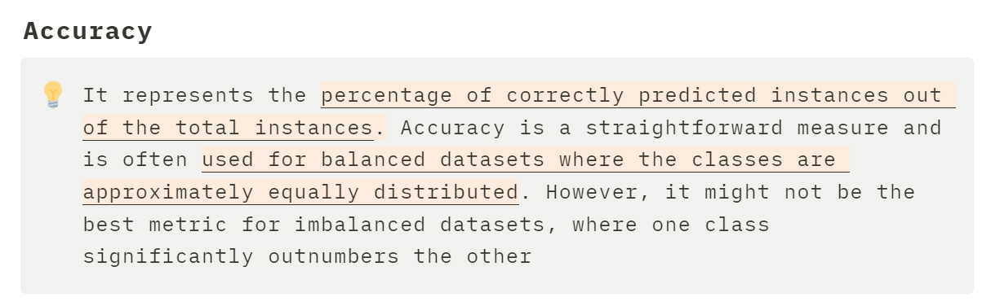 Accuracy
It represents the percentage of correctly predicted instances out
of the total instances. Accuracy is a straightforward measure and
is often used for balanced datasets where the classes are
approximately equally distributed. However, it might not be the
best metric for imbalanced datasets, where one class
significantly outnumbers the other